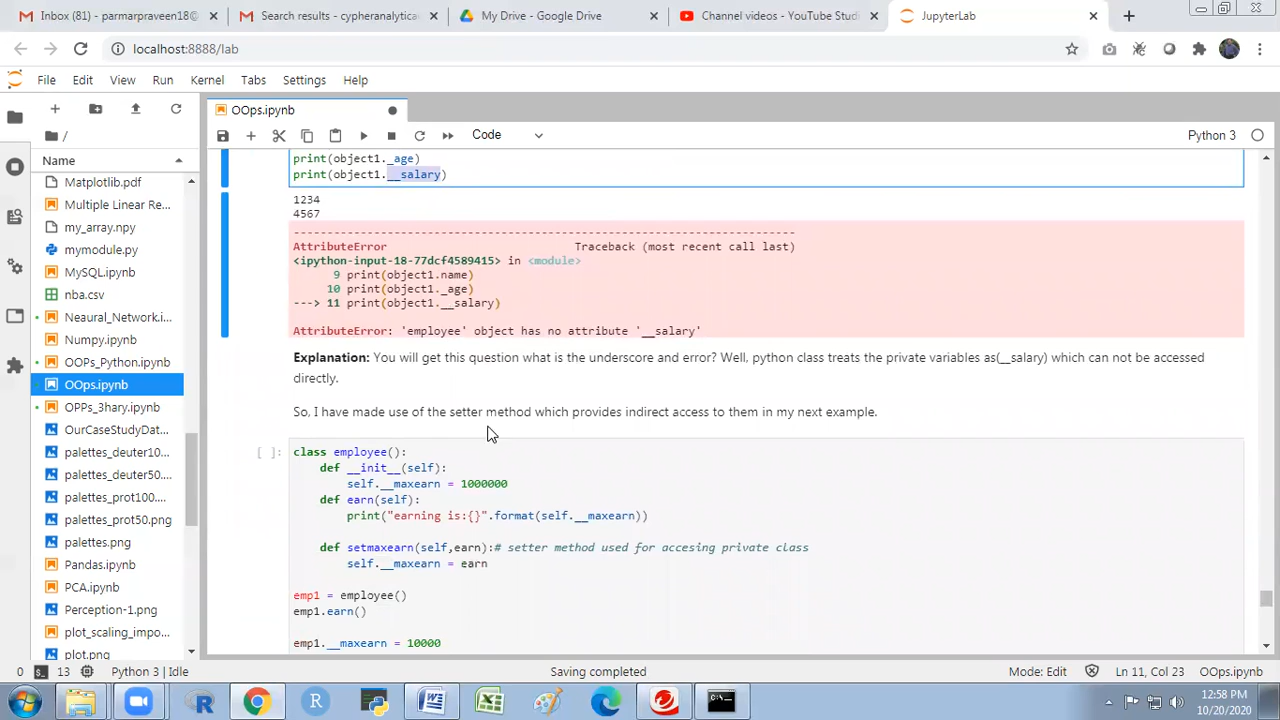 Inbox (81) - parmarpraveen18@
Search results - cypheranalytica
My Drive - Google Drive
Channel videos - YouTube Studi
JupyterLab
localhost:8888/lab
File Edit View Run Kernel Tabs Settings Help
OOps.ipynb
/
Code
Python 3
Name
Matplotlib.pdf
Multiple Linear Re...
my_array.npy
mymodule.py
MySQL.ipynb
nba.csv
Neaural_Network.i...
Numpy.ipynb
OOPs_Python.ipynb
OOps.ipynb
OPPs_3hary.ipynb
OurCaseStudyDat...
palettes_deuter10...
palettes_deuter50...
palettes_prot100....
palettes_prot50.png
palettes.png
Pandas.ipynb
PCA.ipynb
Perception-1.png
plot_scaling_impo...
plot.png
print(object1._age)
print(object1.__salary)
1234
4567
---------------------------------------------------------------------------
AttributeError Traceback (most recent call last)
<ipython-input-18-77dcf4589415> in <module>
9 print(object1.name)
10 print(object1._age)
---> 11 print(object1.__salary)
AttributeError: 'employee' object has no attribute '__salary'
Explanation: You will get this question what is the underscore and error? Well, python class treats the private variables as(__salary) which can not be accessed
directly.
So, I have made use of the setter method which provides indirect access to them in my next example.
[ ]:
class employee():
def __init__(self):
self.__maxearn = 1000000
def earn(self):
print("earning is:{}".format(self.__maxearn))
def setmaxearn(self,earn):# setter method used for accesing private class
self.__maxearn = earn
emp1 = employee()
emp1.earn()
emp1.__maxearn = 10000
0 13 Python 3 | Idle
Saving completed
Mode: Edit
Ln 11, Col 23
OOps.ipynb
12:58 PM
10/20/2020